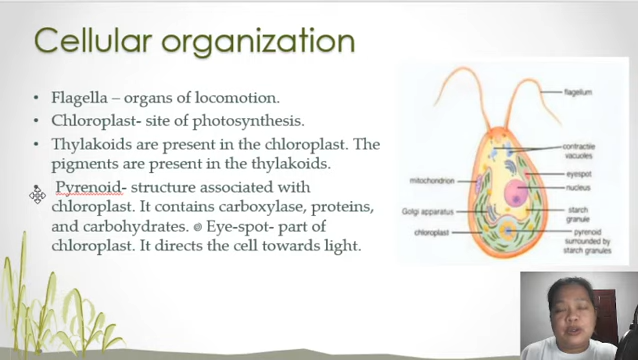 Cellular organization
• Flagella – organs of locomotion.
• Chloroplast- site of photosynthesis.
• Thylakoids are present in the chloroplast. The
pigments are present in the thylakoids.
Pyrenoid- structure associated with
chloroplast. It contains carboxylase, proteins,
and carbohydrates. @ Eye-spot- part of
chloroplast. It directs the cell towards light.
flagellum
contractile
vacuoles
eyespot
nucleus
mitochondrion
Golgi apparatus
starch
granule
chloroplast
pyrenoid
surrounded by
starch granules